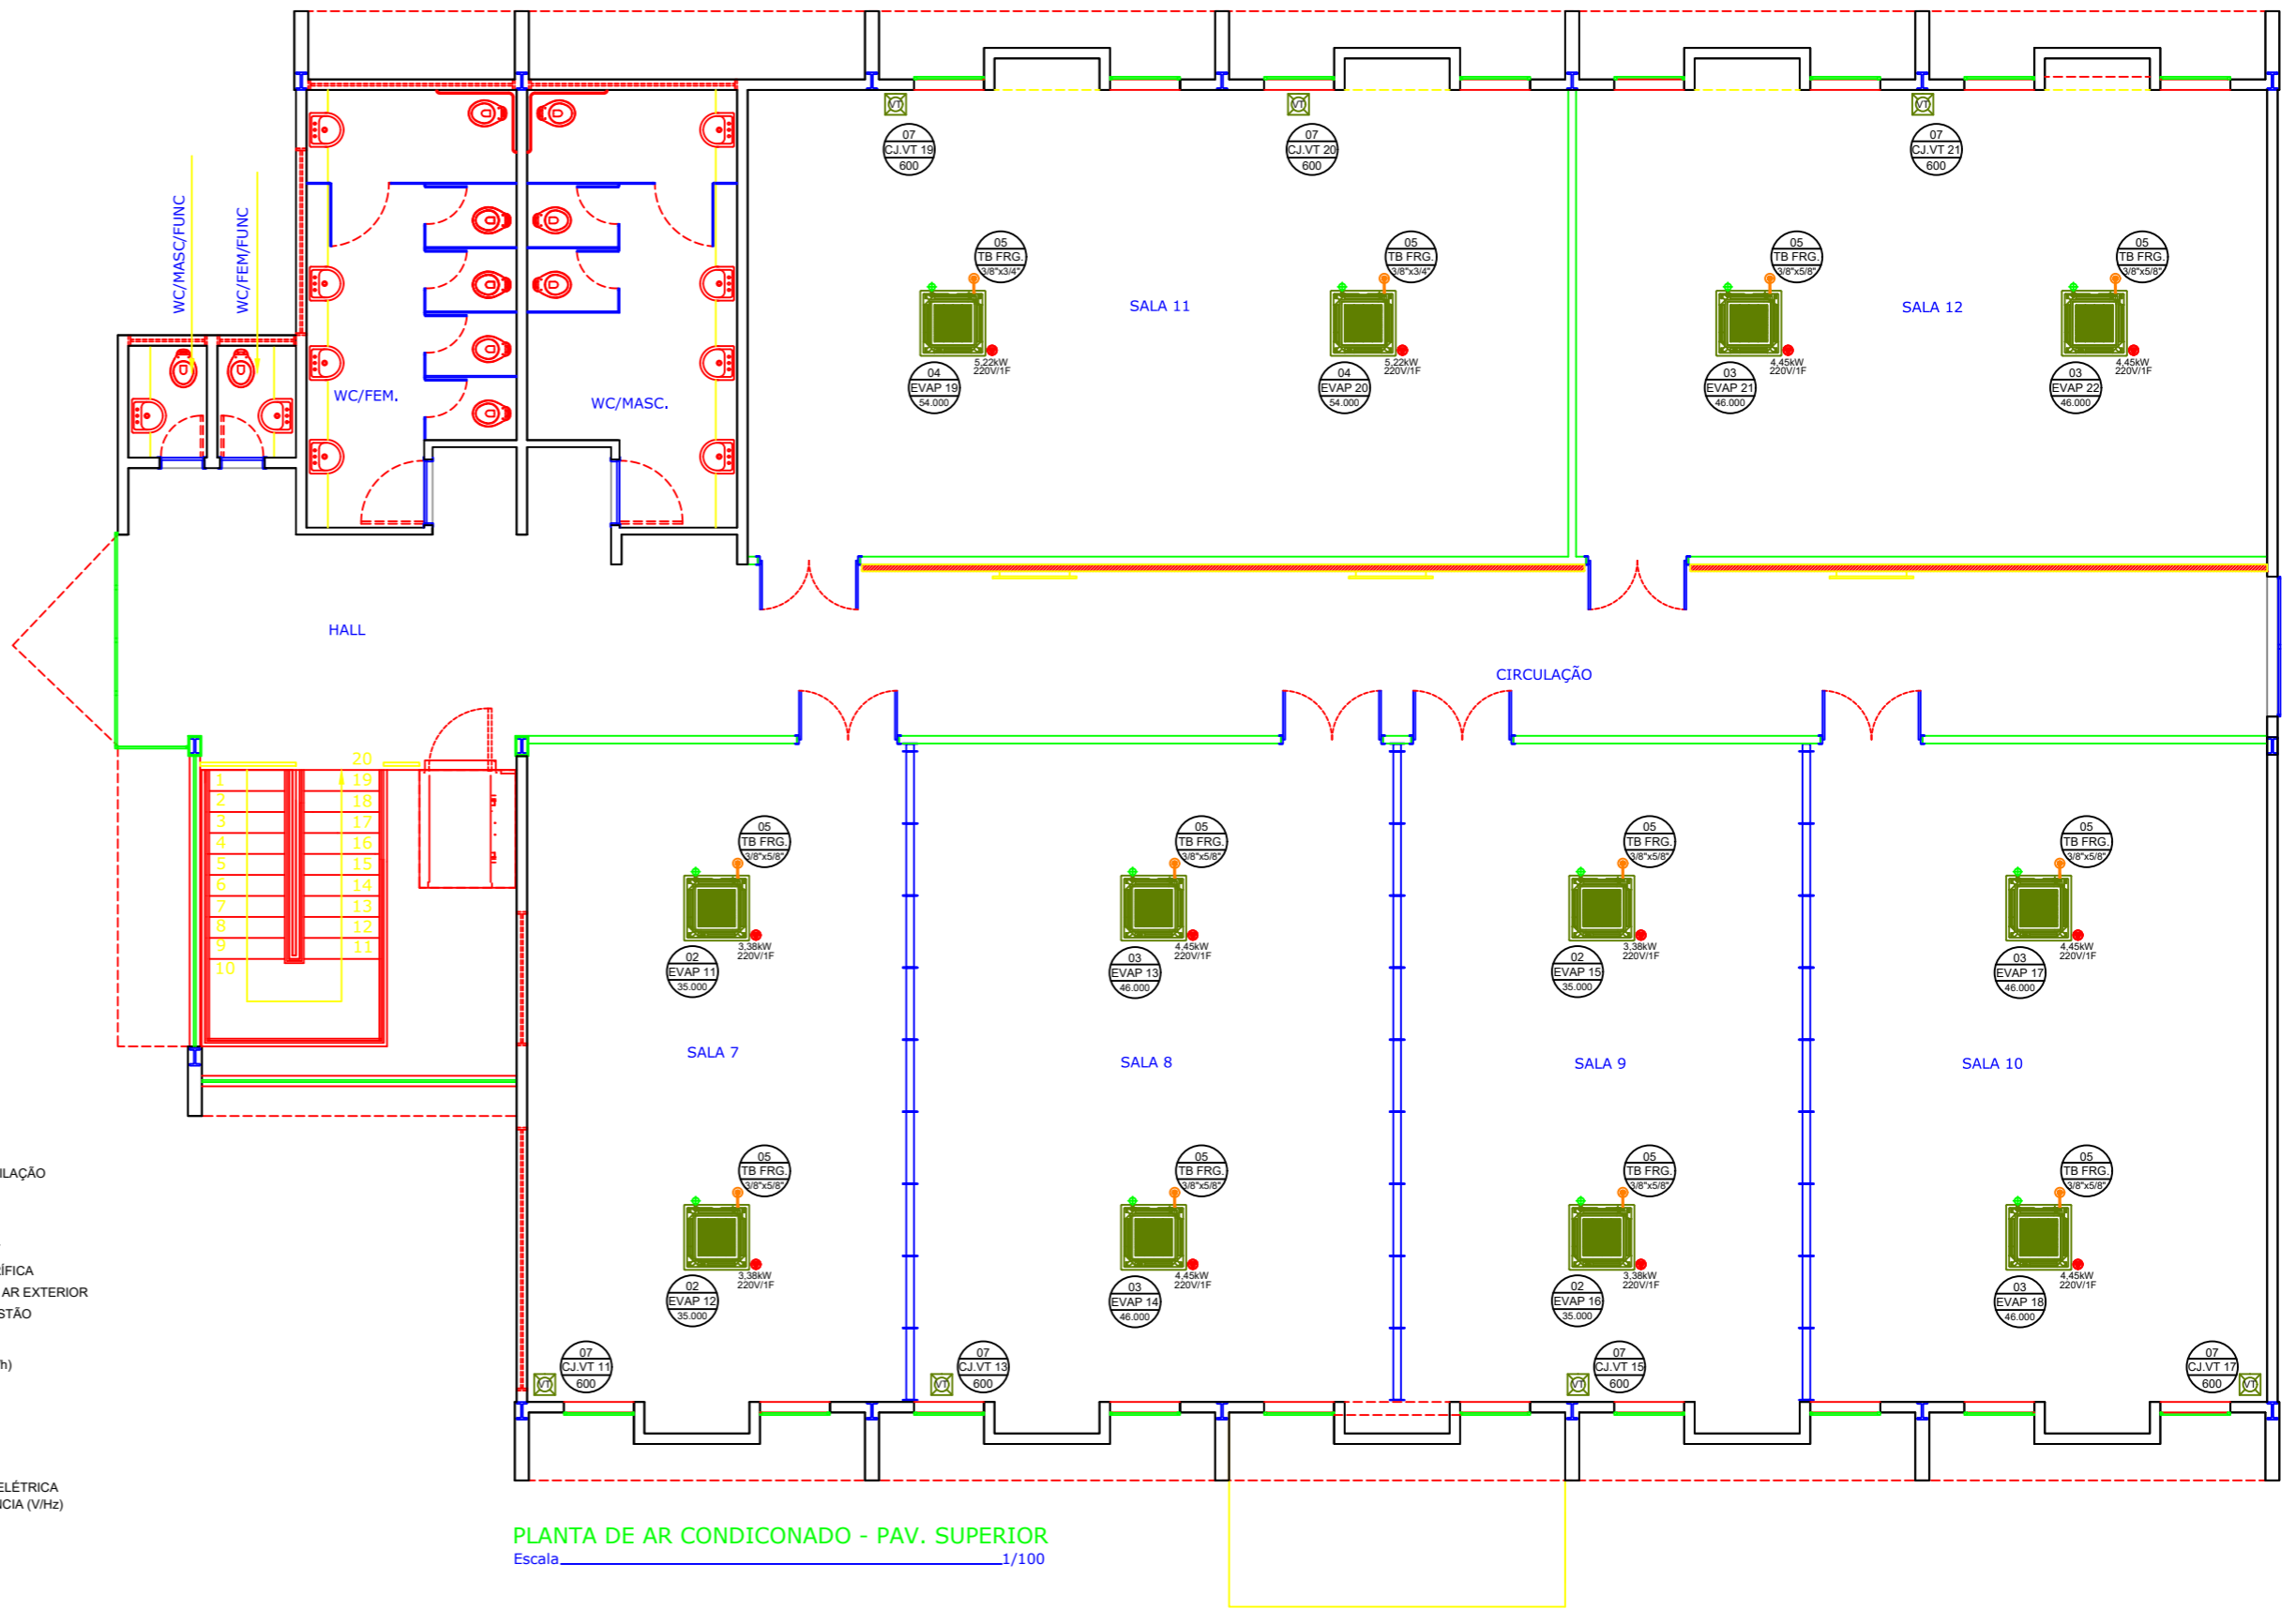 07
CJ.VT 19
600
07
CJ.VT 20
600
07
CJ.VT 21
600
WC/MASC/FUNC
WC/FEM/FUNC
05
TB FRG.
3/8"x3/4"
05
TB FRG.
3/8"x3/4"
05
TB FRG.
3/8"x5/8"
05
TB FRG.
3/8"x5/8"
SALA 11
SALA 12
5,22kW
220V/1F
5,22kW
220V/1F
4,45kW
220V/1F
4,45kW
220V/1F
04
EVAP 19
54.000
04
EVAP 20
54.000
03
EVAP 21
46.000
03
EVAP 22
46.000
WC/FEM.
WC/MASC.
HALL
CIRCULAÇÃO
20
1
19
2
18
3
17
4
16
5
15
6
14
7
13
8
12
9
11
10
05
TB FRG.
3/8"x5/8"
05
TB FRG.
3/8"x5/8"
05
TB FRG.
3/8"x5/8"
05
TB FRG.
3/8"x5/8"
3,38kW
220V/1F
4,45kW
220V/1F
3,38kW
220V/1F
4,45kW
220V/1F
02
EVAP 11
35.000
03
EVAP 13
46.000
02
EVAP 15
35.000
03
EVAP 17
46.000
SALA 7
SALA 8
SALA 9
SALA 10
05
TB FRG.
3/8"x5/8"
05
TB FRG.
3/8"x5/8"
05
TB FRG.
3/8"x5/8"
05
TB FRG.
3/8"x5/8"
3,38kW
220V/1F
4,45kW
220V/1F
3,38kW
220V/1F
4,45kW
220V/1F
02
EVAP 12
35.000
03
EVAP 14
46.000
02
EVAP 16
35.000
03
EVAP 18
46.000
VT
VT
VT
VT
VT
VT
VT
07
CJ.VT 11
600
07
CJ.VT 13
600
07
CJ.VT 15
600
07
CJ.VT 17
600
ILAÇÃO
ÍFICA
AR EXTERIOR
STÃO
/h)
ELÉTRICA
NCIA (V/Hz)
PLANTA DE AR CONDICONADO - PAV. SUPERIOR
Escala 1/100